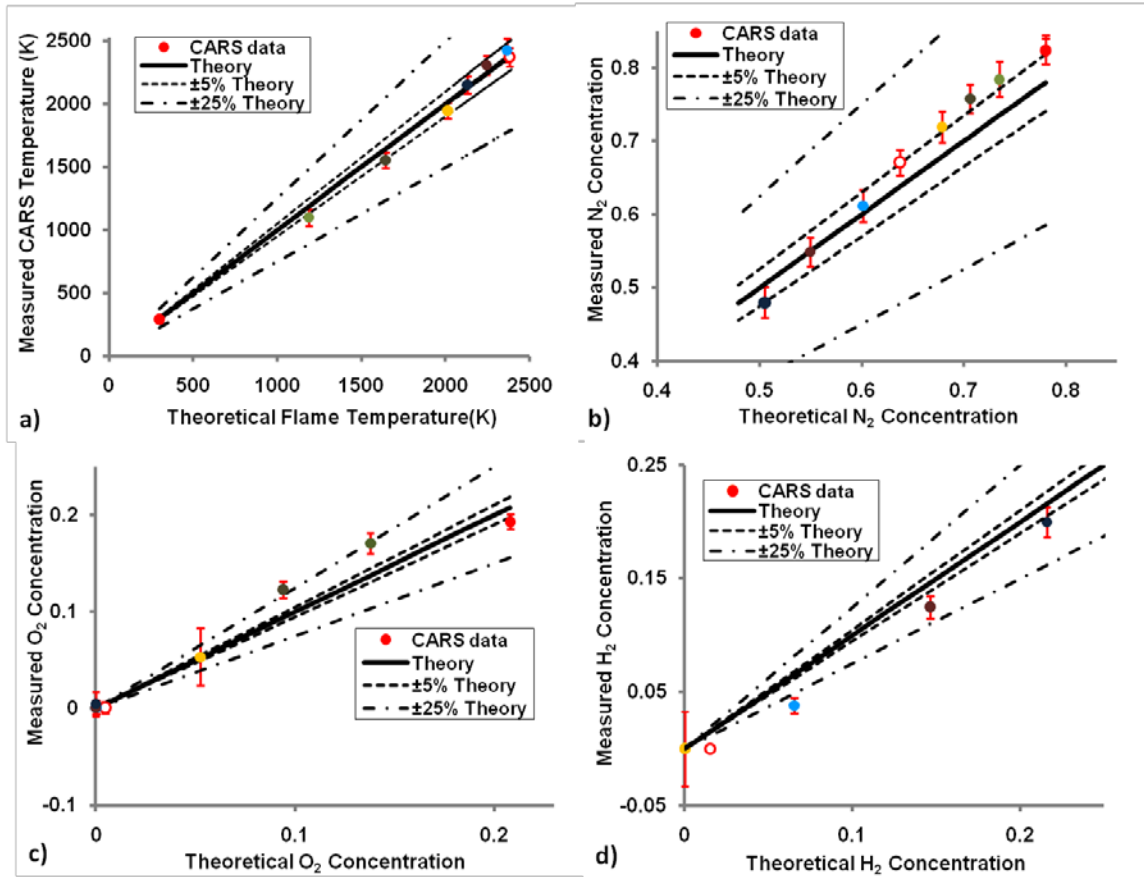 Measured CARS Temperature (K)
2500
2000
1500
1000
500
0
CARS data
Theory
±5% Theory
±25% Theory
0 500 1000 1500 2000 2500
Theoretical Flame Temperature(K)
a)
Measured N₂ Concentration
0.8
0.7
0.6
0.5
0.4
CARS data
Theory
±5% Theory
±25% Theory
0.4 0.5 0.6 0.7 0.8
Theoretical N₂ Concentration
b)
Measured O₂ Concentration
0.2
0.1
0
-0.1
CARS data
Theory
±5% Theory
±25% Theory
0 0.1 0.2
Theoretical O₂ Concentration
c)
Measured H₂ Concentration
0.25
0.15
0.05
-0.05
CARS data
Theory
±5% Theory
±25% Theory
0 0.1 0.2
Theoretical H₂ Concentration
d)